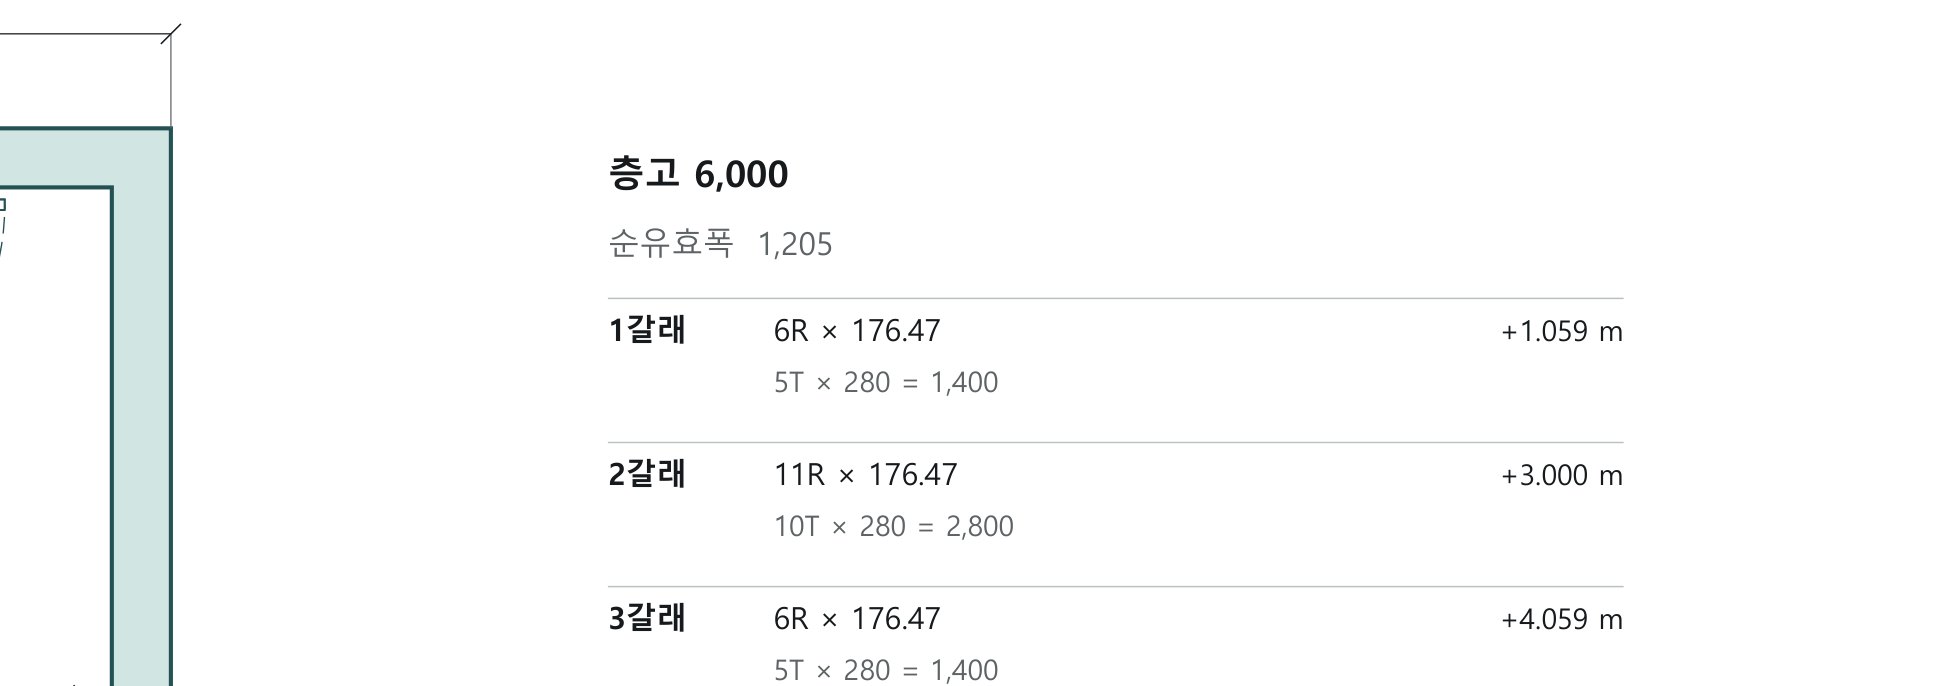 층고 6,000
순유효폭 1,205
1갈래 6R × 176.47 +1.059 m
5T × 280 = 1,400
2갈래 11R × 176.47 +3.000 m
10T × 280 = 2,800
3갈래 6R × 176.47 +4.059 m
5T × 280 = 1,400